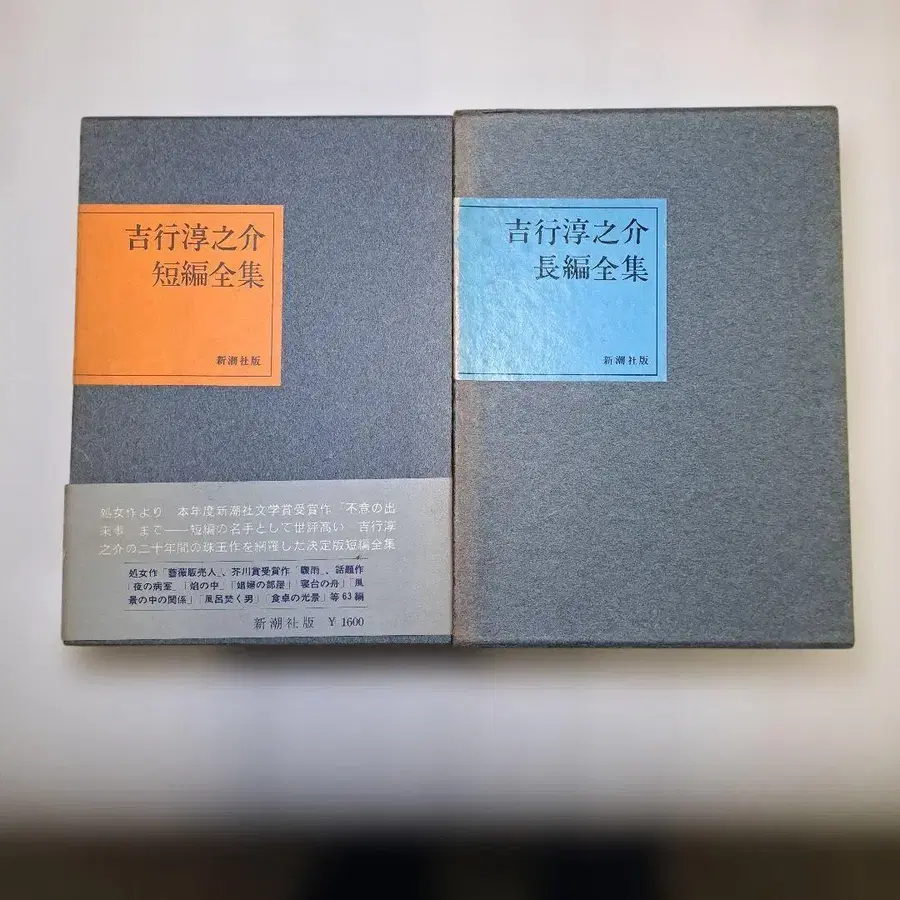 吉行淳之介
短編全集
新潮社版
処女作より 本年度新潮社文学賞受賞作「不意の出
来事 まで――短編の名手として世評高い 吉行淳
之介の二十年間の珠玉作を網羅した決定版短編全集
処女作「薔薇販売人」、芥川賞受賞作「驟雨」、話題作
「夜の病室」「焰の中」「娼婦の部屋」「寝台の舟」「風
景の中の関係」「風呂焚く男」「食卓の光景」等63編
新潮社版 ¥1600
吉行淳之介
長編全集
新潮社版